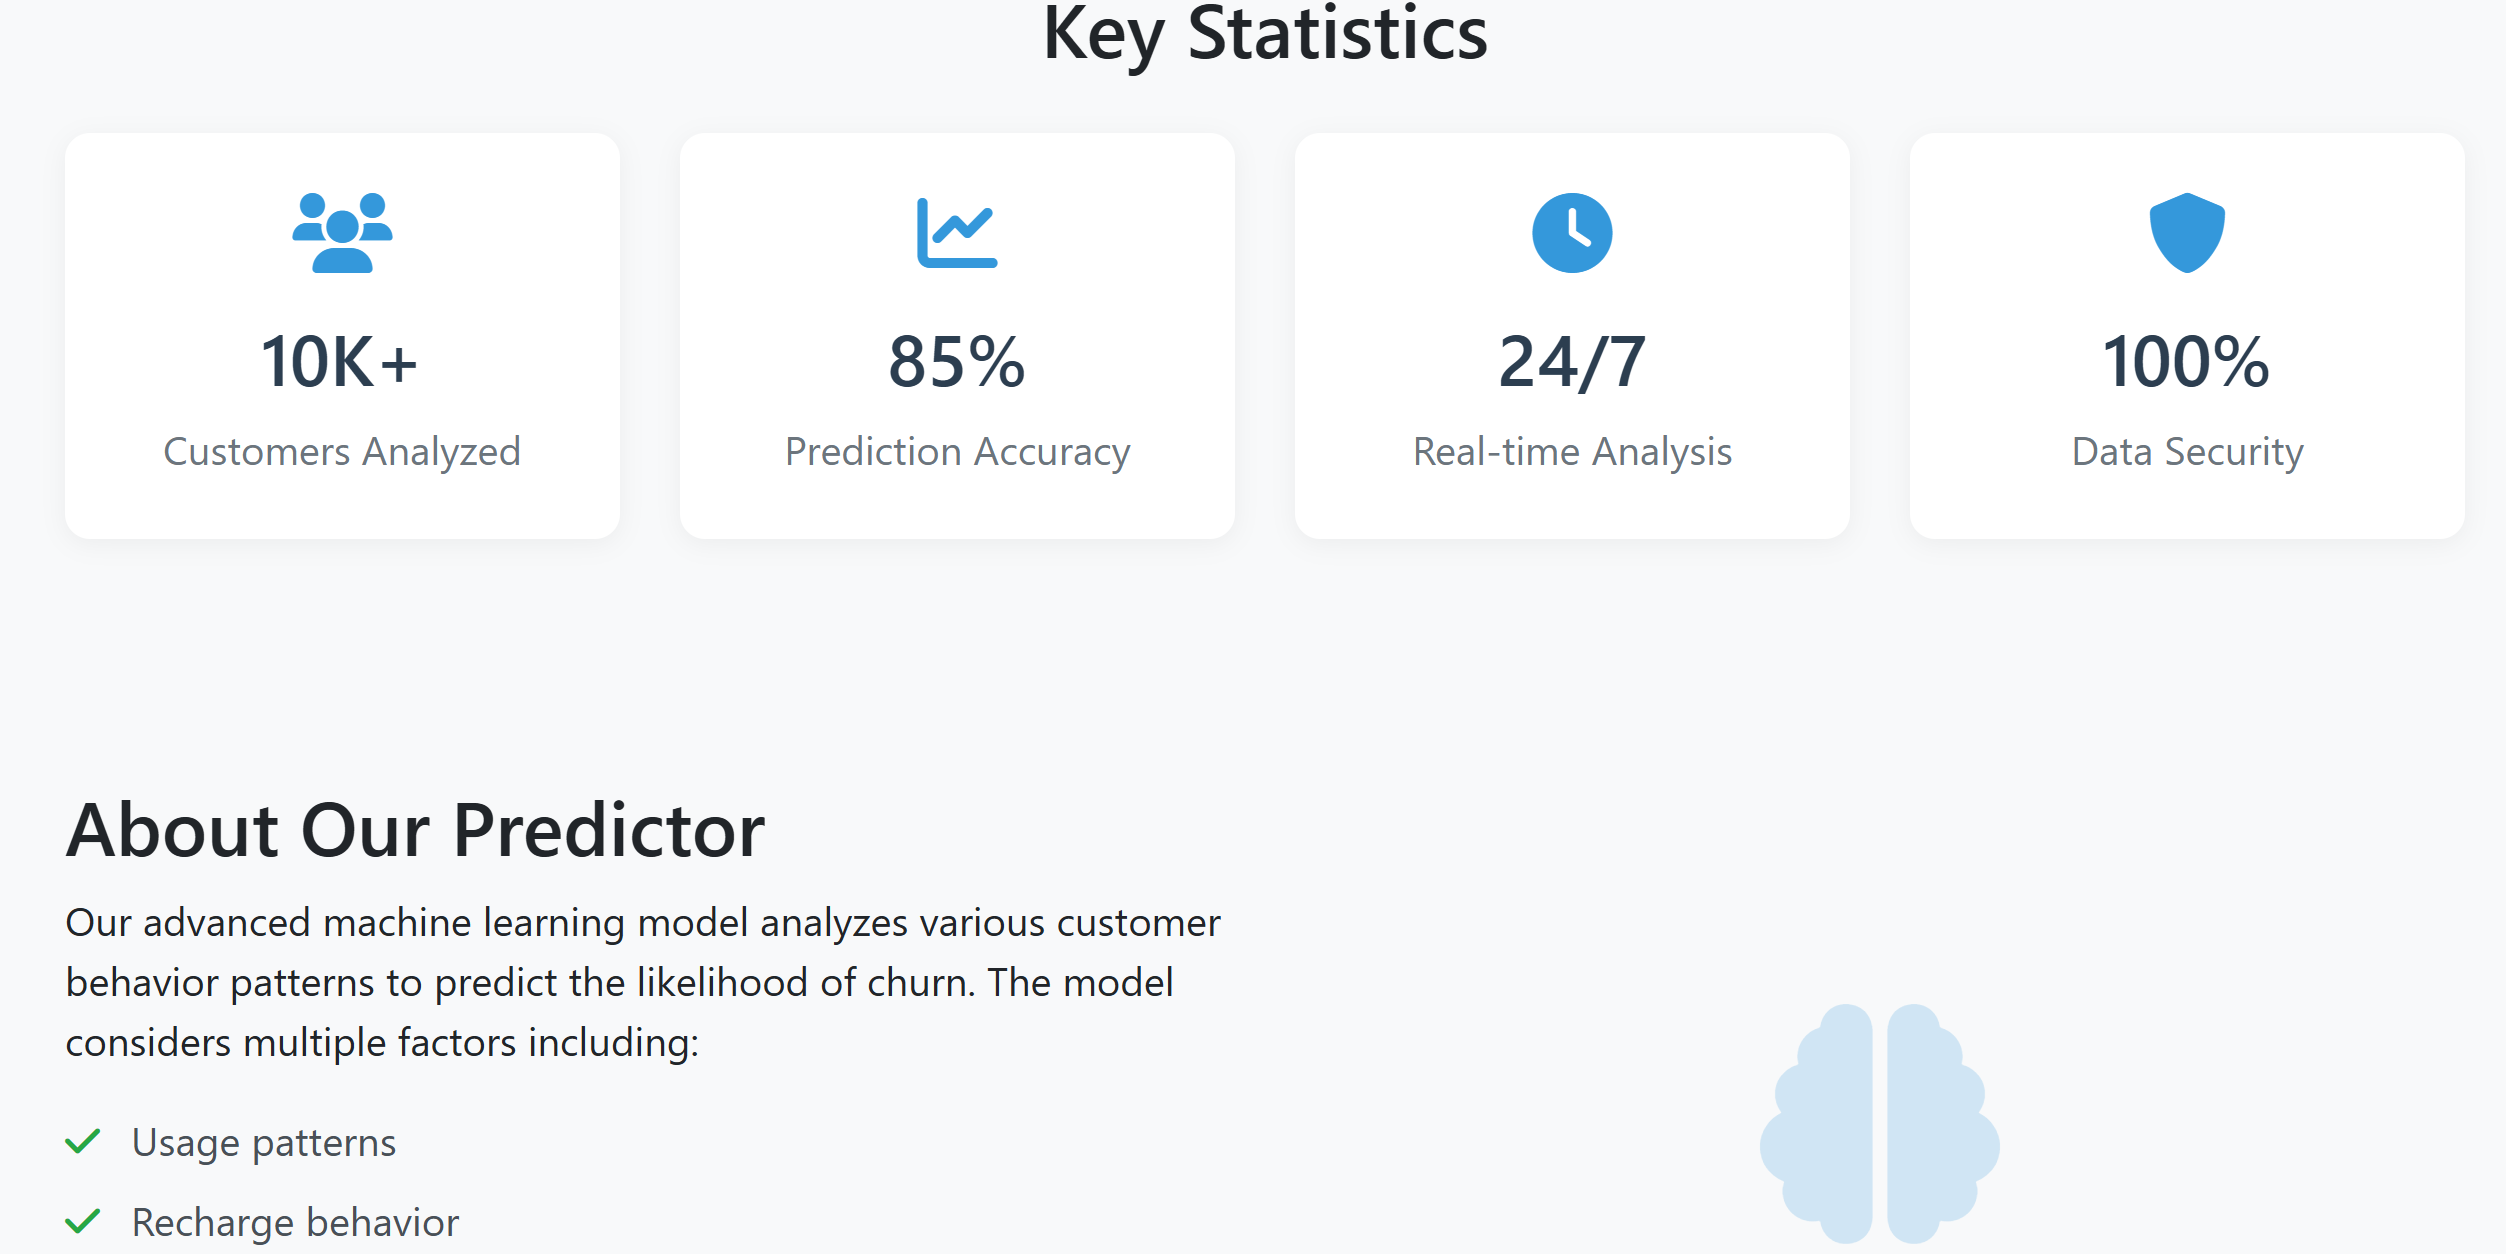 Key Statistics
10K+
Customers Analyzed
85%
Prediction Accuracy
24/7
Real-time Analysis
100%
Data Security
About Our Predictor
Our advanced machine learning model analyzes various customer
behavior patterns to predict the likelihood of churn. The model
considers multiple factors including:
Usage patterns
Recharge behavior